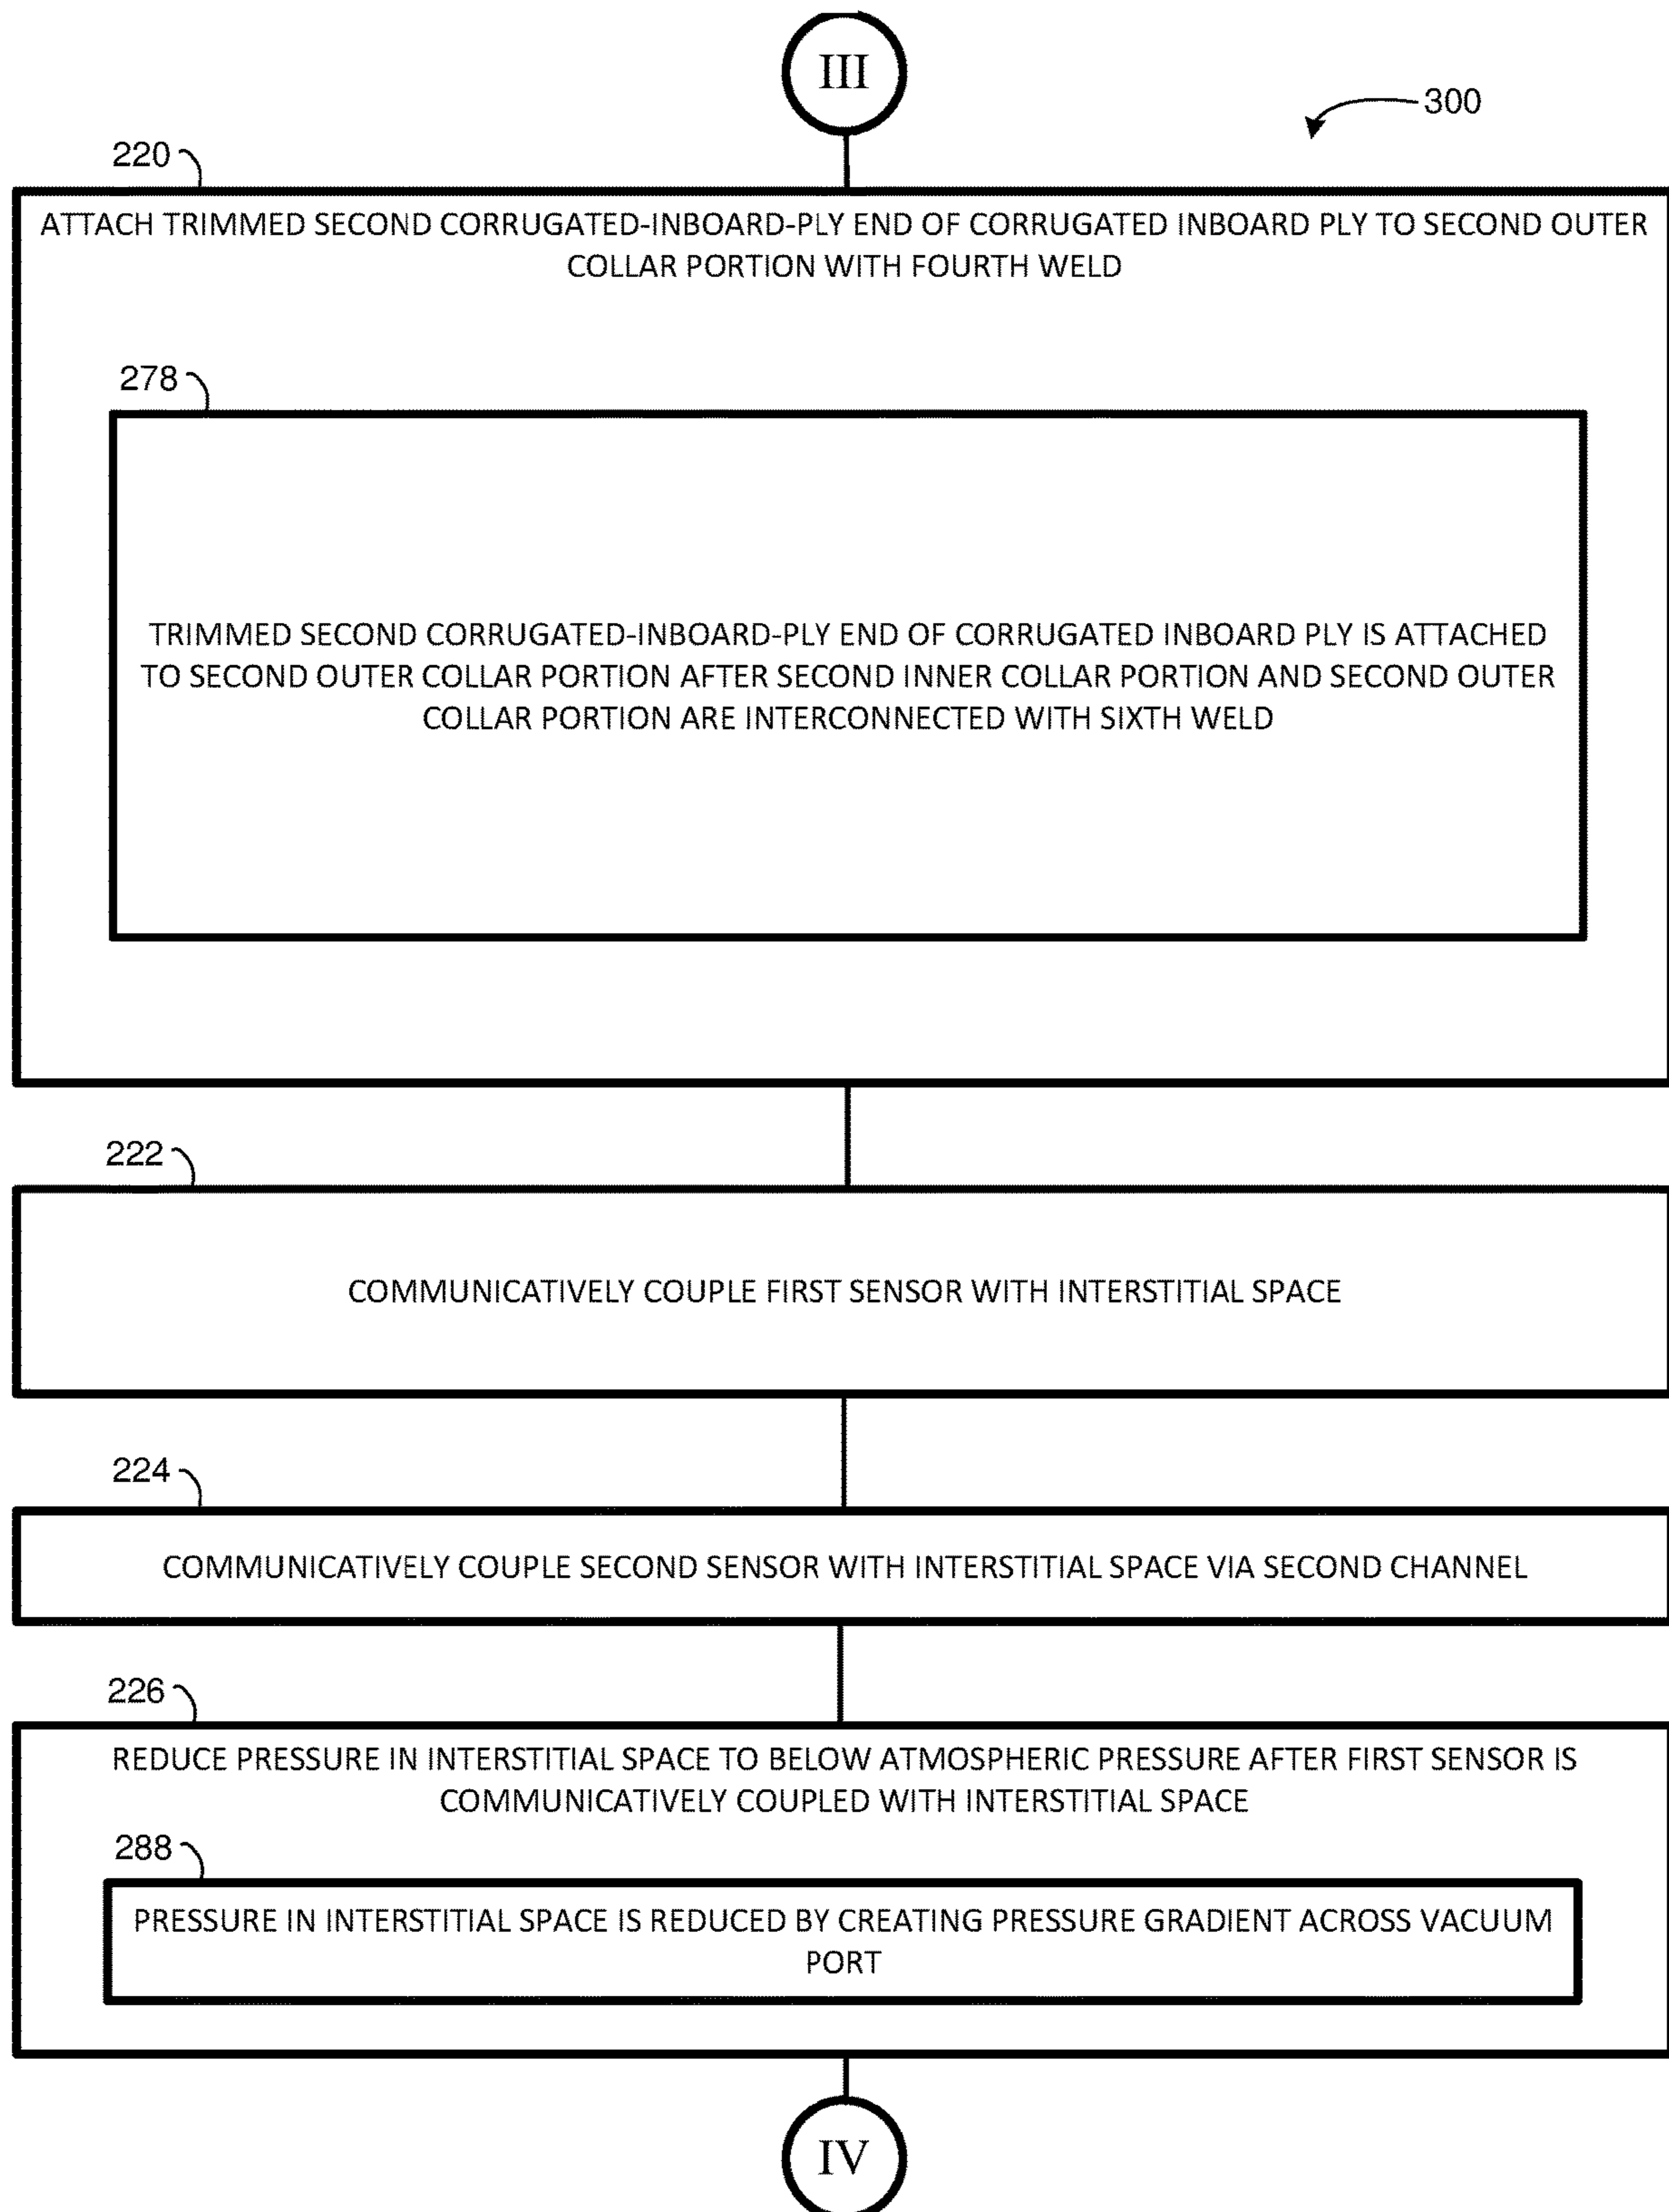 III
300
220
ATTACH TRIMMED SECOND CORRUGATED-INBOARD-PLY END OF CORRUGATED INBOARD PLY TO SECOND OUTER
COLLAR PORTION WITH FOURTH WELD
278
TRIMMED SECOND CORRUGATED-INBOARD-PLY END OF CORRUGATED INBOARD PLY IS ATTACHED
TO SECOND OUTER COLLAR PORTION AFTER SECOND INNER COLLAR PORTION AND SECOND OUTER
COLLAR PORTION ARE INTERCONNECTED WITH SIXTH WELD
222
COMMUNICATIVELY COUPLE FIRST SENSOR WITH INTERSTITIAL SPACE
224
COMMUNICATIVELY COUPLE SECOND SENSOR WITH INTERSTITIAL SPACE VIA SECOND CHANNEL
226
REDUCE PRESSURE IN INTERSTITIAL SPACE TO BELOW ATMOSPHERIC PRESSURE AFTER FIRST SENSOR IS
COMMUNICATIVELY COUPLED WITH INTERSTITIAL SPACE
288
PRESSURE IN INTERSTITIAL SPACE IS REDUCED BY CREATING PRESSURE GRADIENT ACROSS VACUUM
PORT
IV